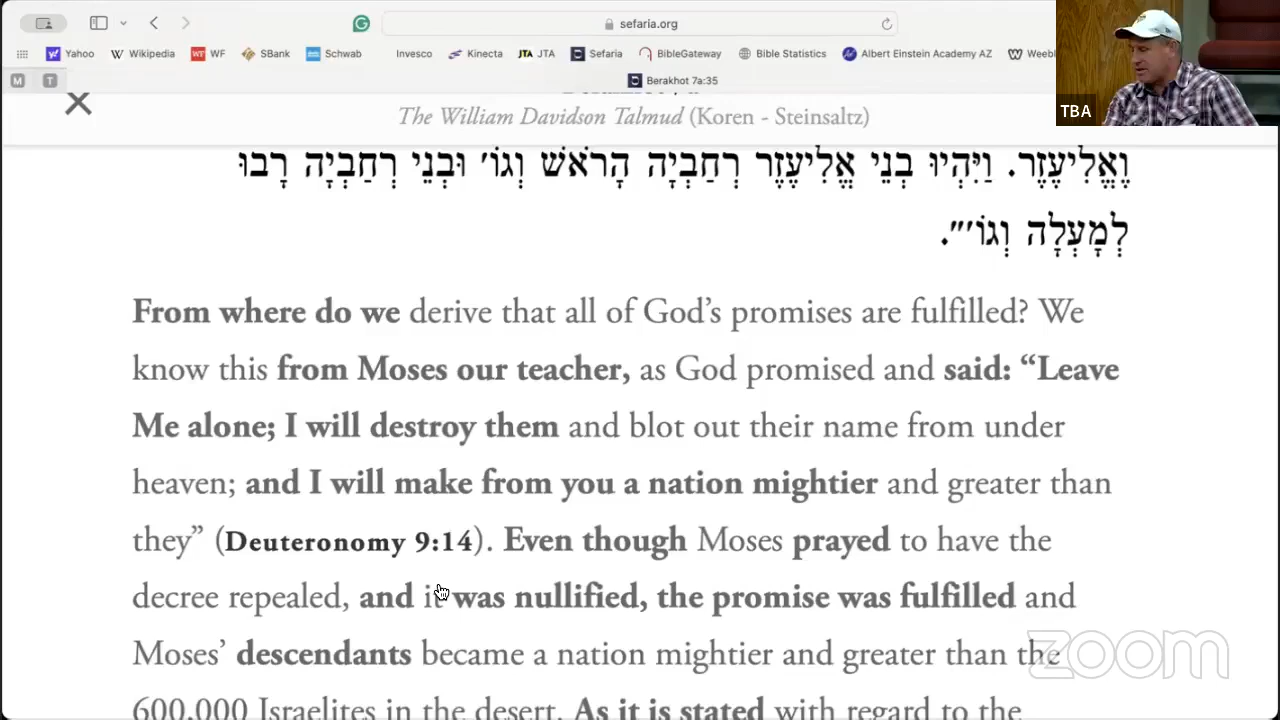 sefaria.org
Yahoo Wikipedia WF SBank Schwab Invesco Kinecta JTA JTA Sefaria BibleGateway Bible Statistics Albert Einstein Academy AZ Weebl
M T Berakhot 7a:35
TBA
The William Davidson Talmud (Koren - Steinsaltz)
וֶאֱלִיעֶזֶר. וַיִּהְיוּ בְנֵי אֱלִיעֶזֶר רְחַבְיָה הָרֹאשׁ וְגוֹ׳ וּבְנֵי רְחַבְיָה רָבוּ
לְמָעְלָה וְגוֹ׳״.
From where do we derive that all of God’s promises are fulfilled? We
know this from Moses our teacher, as God promised and said: “Leave
Me alone; I will destroy them and blot out their name from under
heaven; and I will make from you a nation mightier and greater than
they” (Deuteronomy 9:14). Even though Moses prayed to have the
decree repealed, and it was nullified, the promise was fulfilled and
Moses’ descendants became a nation mightier and greater than the
600,000 Israelites in the desert. As it is stated with regard to the
zoom